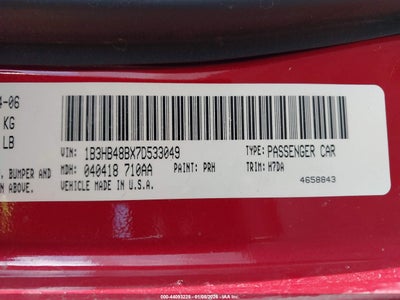 4-06
KG
LB
, BUMPER AND
N ABOVE.
VIN: 1B3HB48BX7D533049
TYPE: PASSENGER CAR
MDH: 040418 710AA
PAINT: PRH
TRIM: H7DA
VEHICLE MADE IN U.S.A.
4658843
000-44093228 - 01/08/2026 - IAA Inc.